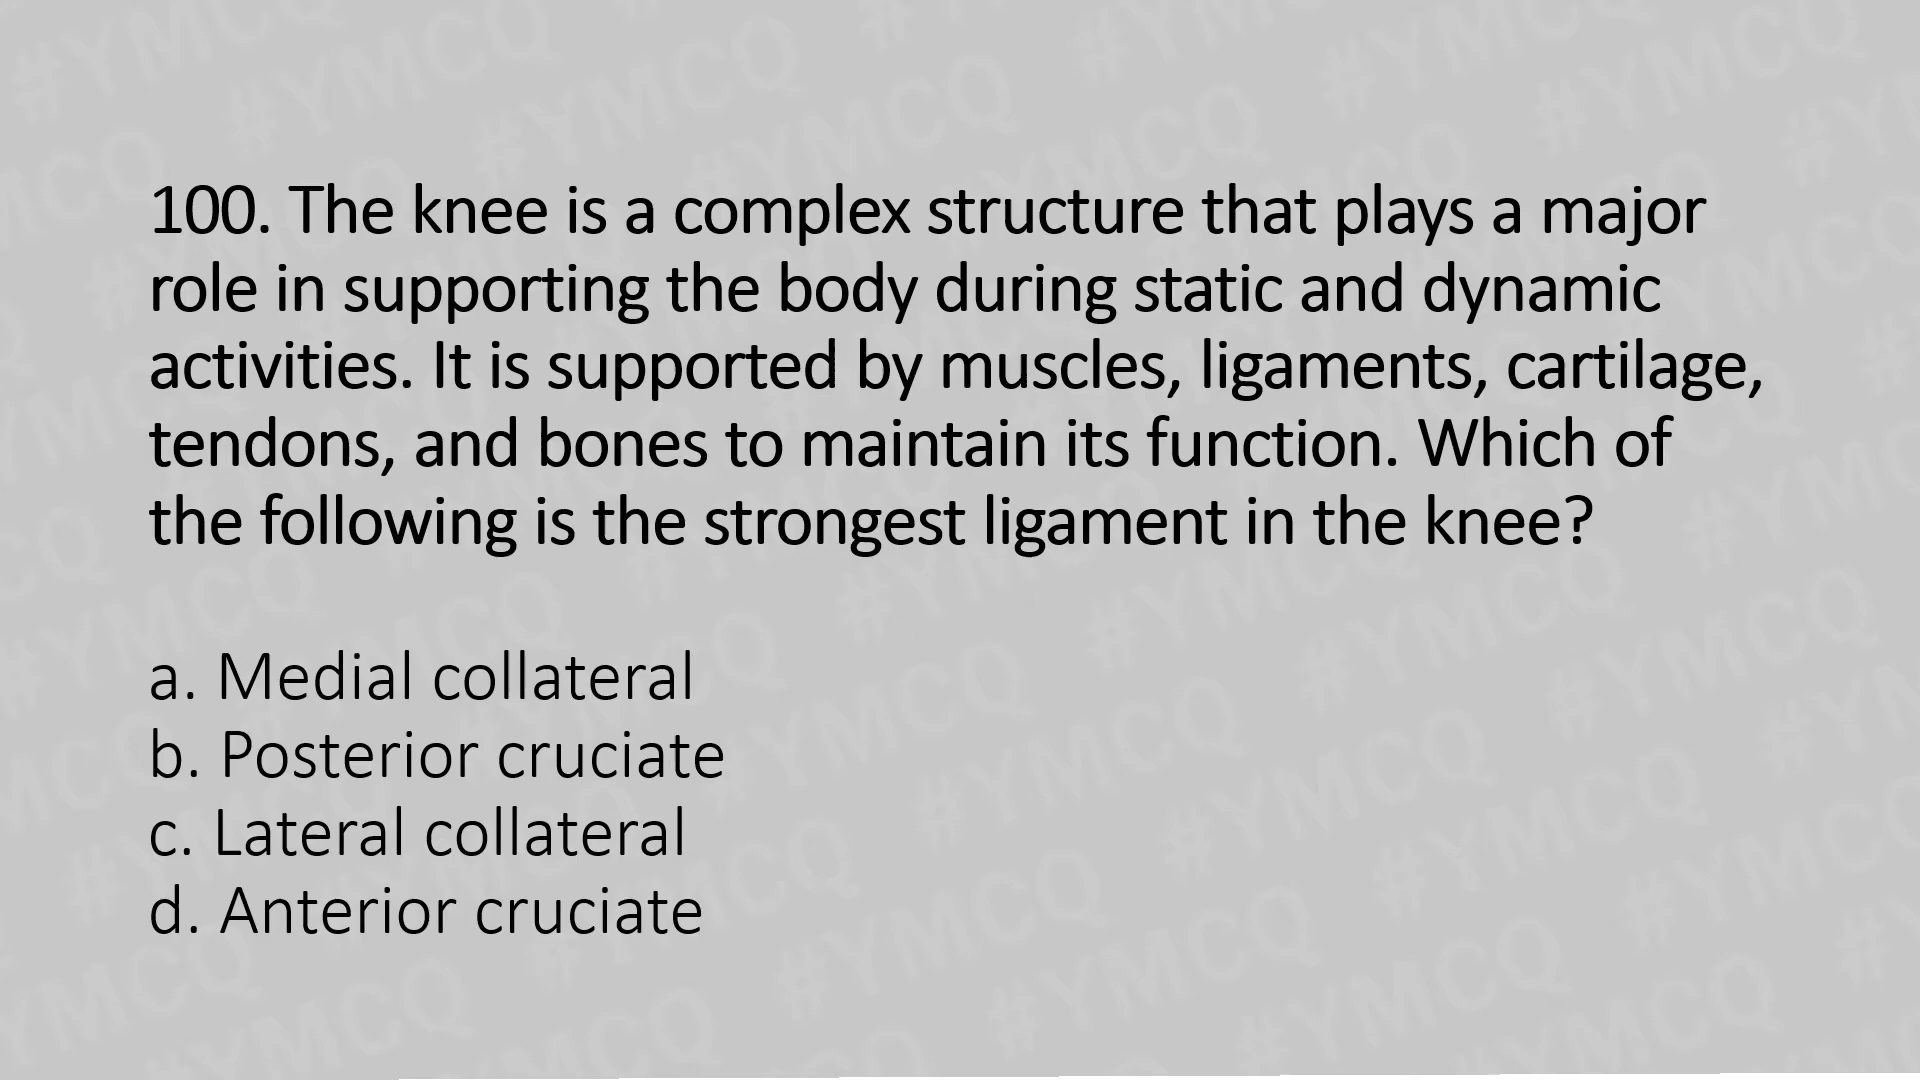 100. The knee is a complex structure that plays a major
role in supporting the body during static and dynamic
activities. It is supported by muscles, ligaments, cartilage,
tendons, and bones to maintain its function. Which of
the following is the strongest ligament in the knee?
a. Medial collateral
b. Posterior cruciate
c. Lateral collateral
d. Anterior cruciate
#YMCQ